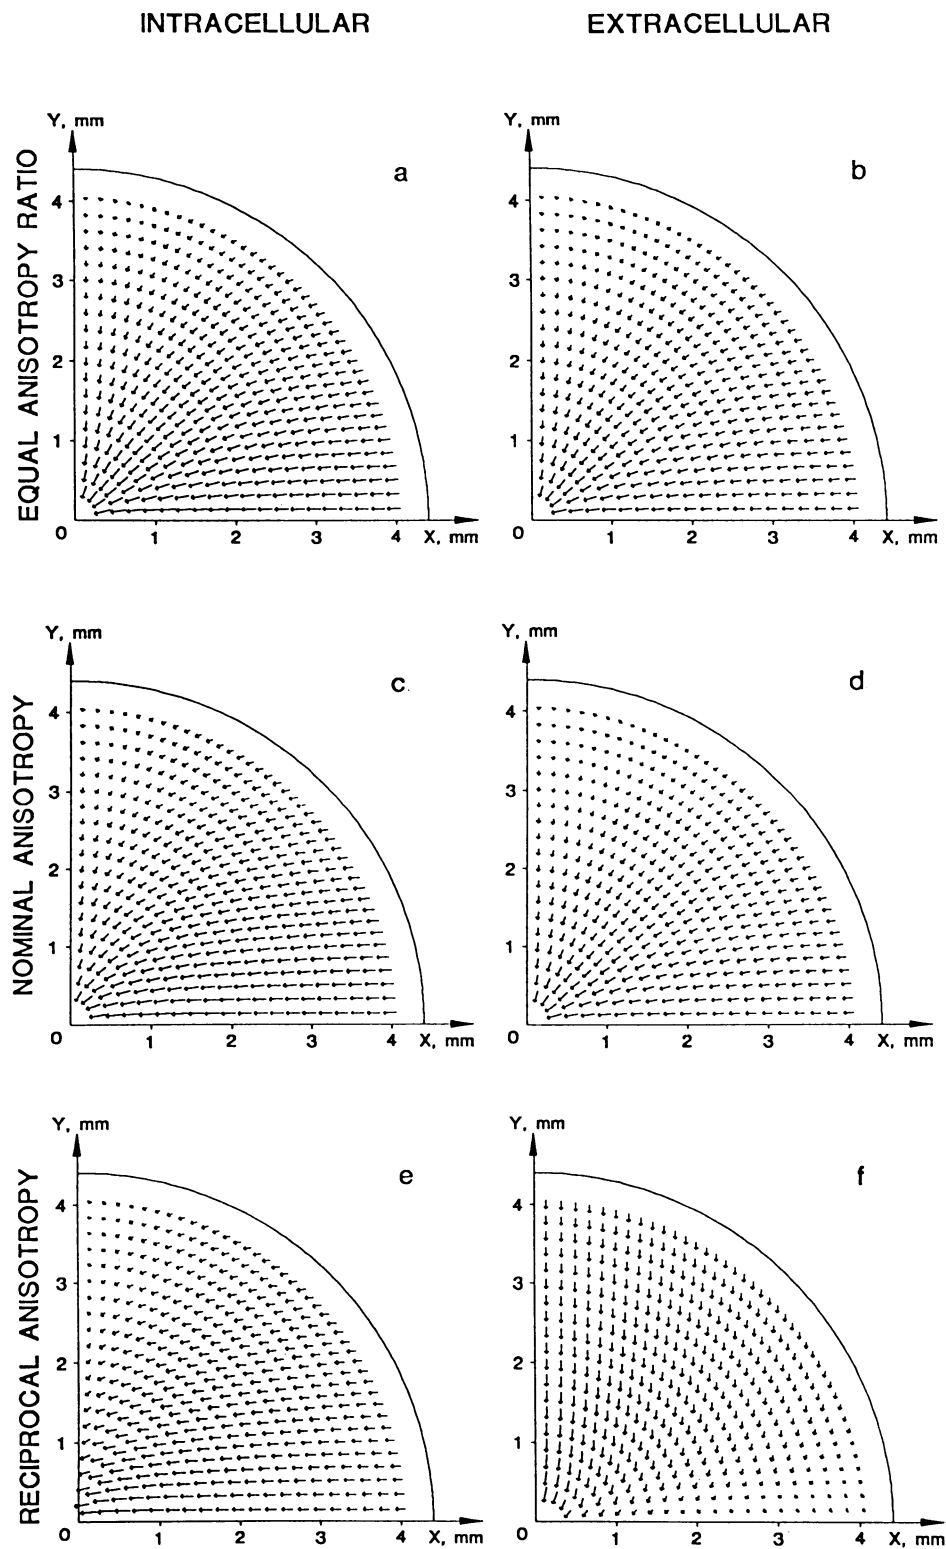 INTRACELLULAR EXTRACELLULAR
EQUAL ANISOTROPY RATIO
Y, mm
a
4
3
2
1
0
1 2 3 4 X, mm
Y, mm
b
4
3
2
1
0
1 2 3 4 X, mm
NOMINAL ANISOTROPY
Y, mm
c
4
3
2
1
0
1 2 3 4 X, mm
Y, mm
d
4
3
2
1
0
1 2 3 4 X, mm
RECIPROCAL ANISOTROPY
Y, mm
e
4
3
2
1
0
1 2 3 4 X, mm
Y, mm
f
4
3
2
1
0
1 2 3 4 X, mm